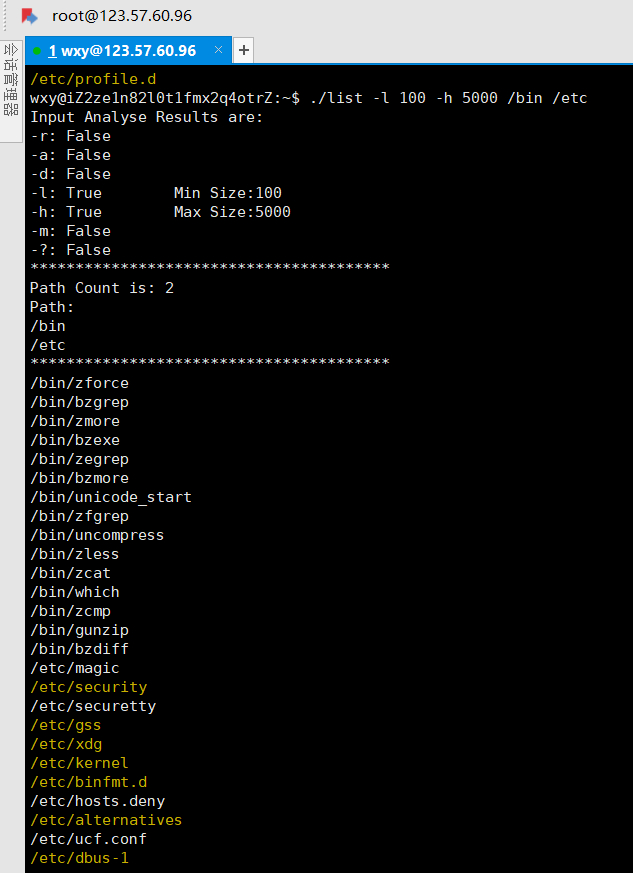 root@123.57.60.96
会话管理器
1 wxy@123.57.60.96 × +
/etc/profile.d
wxy@iZ2ze1n82l0t1fmx2q4otrZ:~$ ./list -l 100 -h 5000 /bin /etc
Input Analyse Results are:
-r: False
-a: False
-d: False
-l: True Min Size:100
-h: True Max Size:5000
-m: False
-?: False
****************************************
Path Count is: 2
Path:
/bin
/etc
****************************************
/bin/zforce
/bin/bzgrep
/bin/zmore
/bin/bzexe
/bin/zegrep
/bin/bzmore
/bin/unicode_start
/bin/zfgrep
/bin/uncompress
/bin/zless
/bin/zcat
/bin/which
/bin/zcmp
/bin/gunzip
/bin/bzdiff
/etc/magic
/etc/security
/etc/securetty
/etc/gss
/etc/xdg
/etc/kernel
/etc/binfmt.d
/etc/hosts.deny
/etc/alternatives
/etc/ucf.conf
/etc/dbus-1